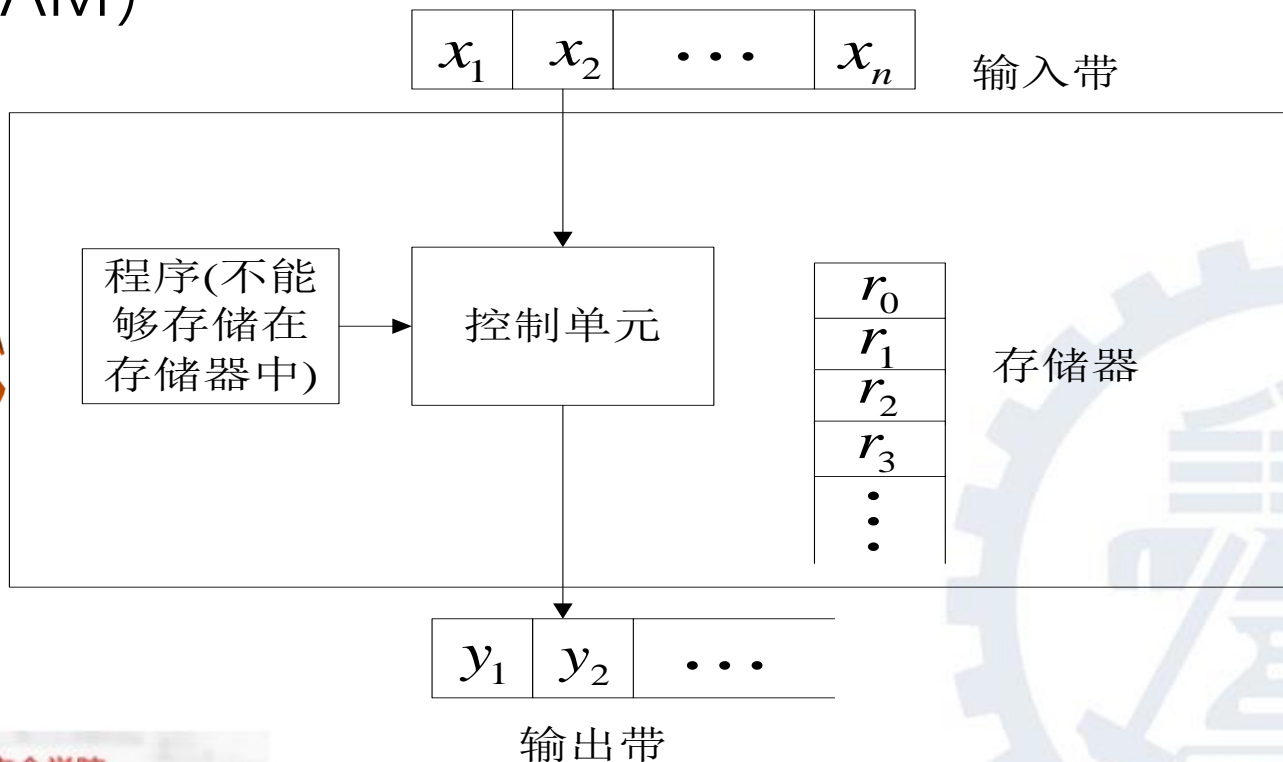 AM)
x₁ x₂ ••• xₙ
输入带
程序(不能
够存储在
存储器中)
控制单元
r₀
r₁
r₂
r₃
存储器
y₁ y₂ •••
输出带